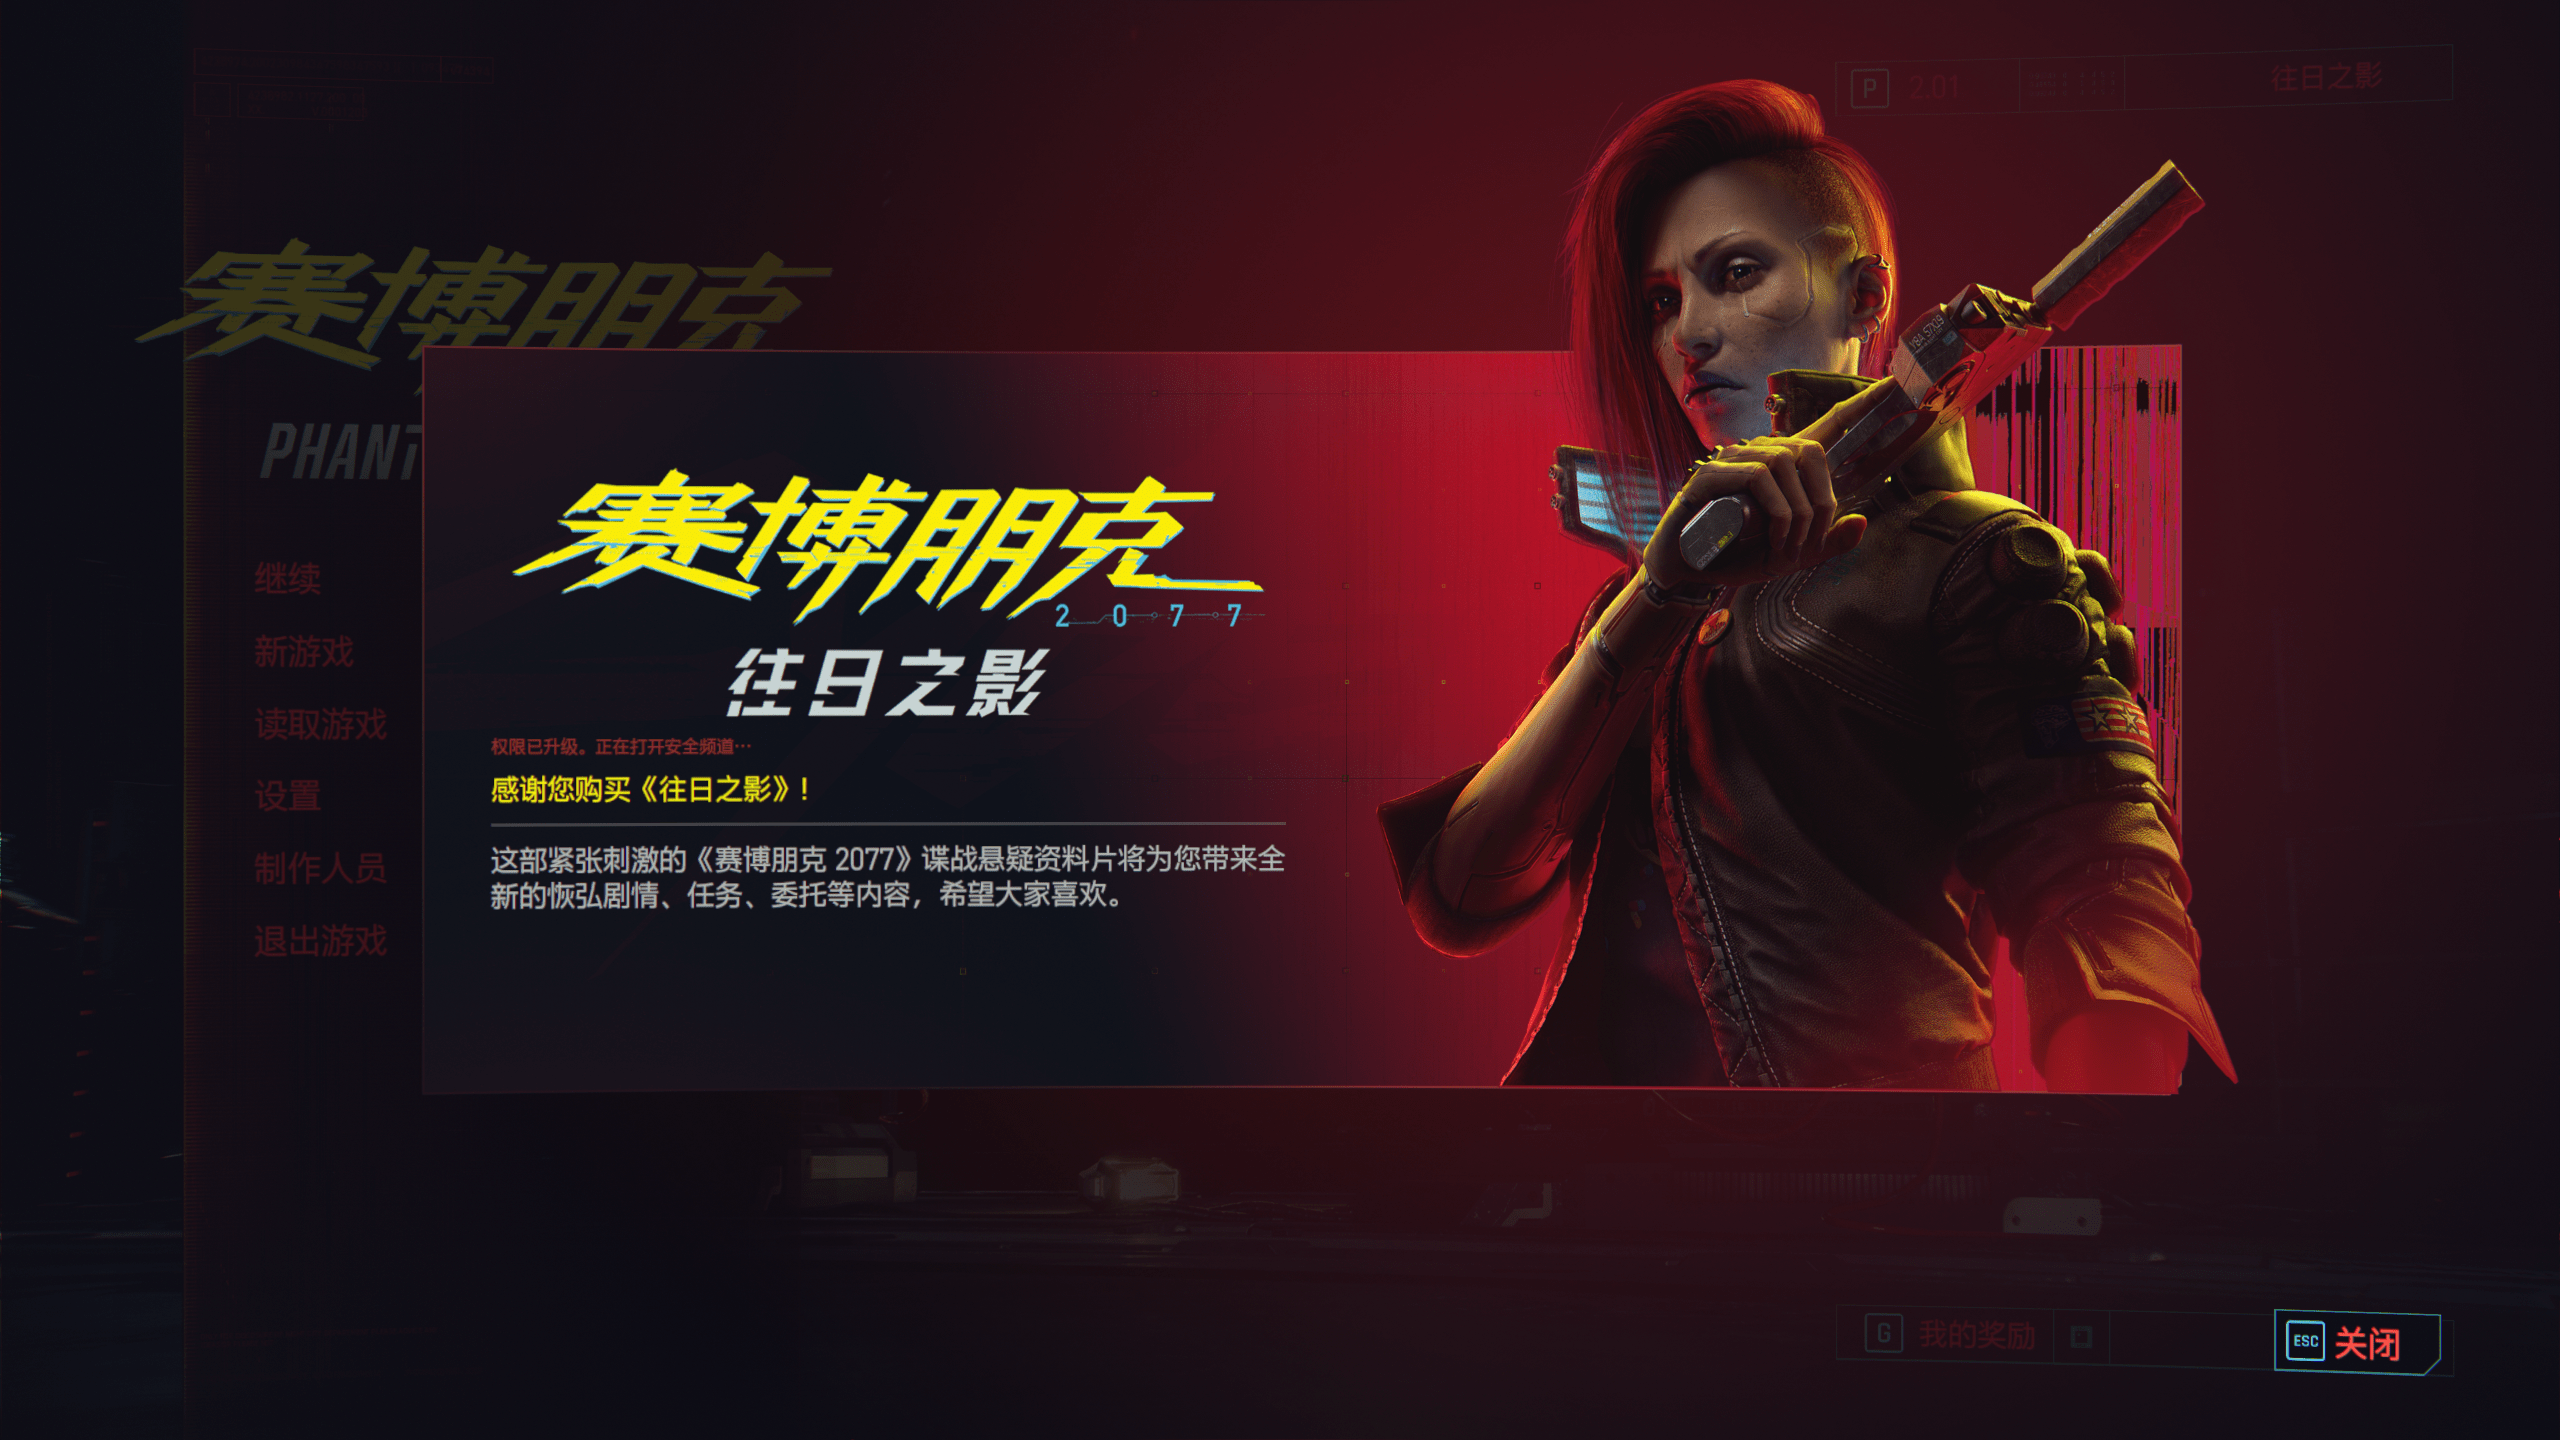 P 2.01
往日之影
赛博朋克
PHANT
继续
新游戏
读取游戏
设置
制作人员
退出游戏
赛博朋克
2077
往日之影
权限已升级。正在打开安全频道…
感谢您购买《往日之影》!
这部紧张刺激的《赛博朋克 2077》谍战悬疑资料片将为您带来全
新的恢弘剧情、任务、委托等内容，希望大家喜欢。
G 我的奖励
ESC 关闭